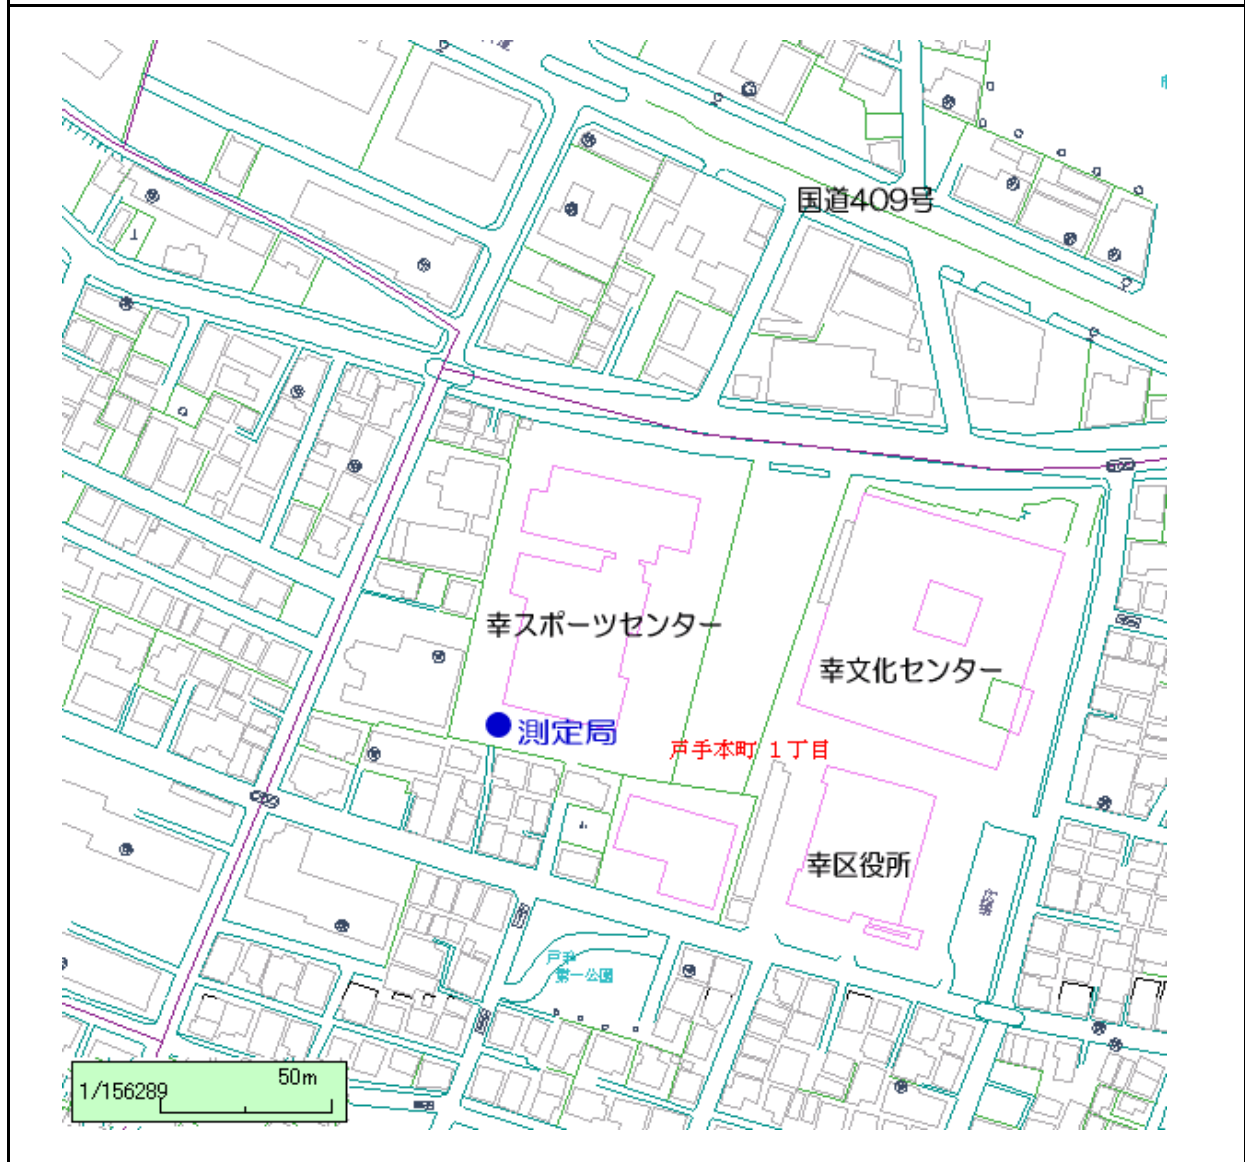 国道409号
幸スポーツセンター
幸文化センター
測定局
戸手本町 1丁目
幸区役所
戸手
第一公園
50m
1/156289